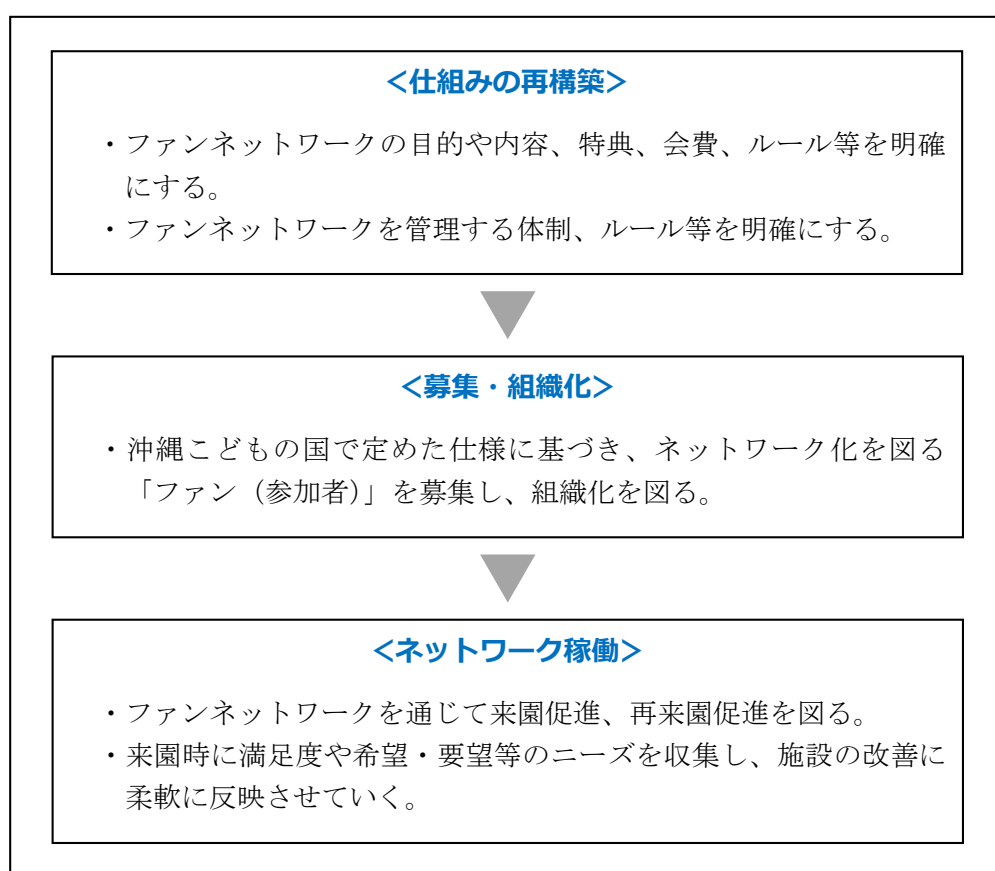 <仕組みの再構築>
・ファンネットワークの目的や内容、特典、会費、ルール等を明確
にする。
・ファンネットワークを管理する体制、ルール等を明確にする。
<募集・組織化>
・沖縄こどもの国で定めた仕様に基づき、ネットワーク化を図る
「ファン（参加者）」を募集し、組織化を図る。
<ネットワーク稼働>
・ファンネットワークを通じて来園促進、再来園促進を図る。
・来園時に満足度や希望・要望等のニーズを収集し、施設の改善に
柔軟に反映させていく。